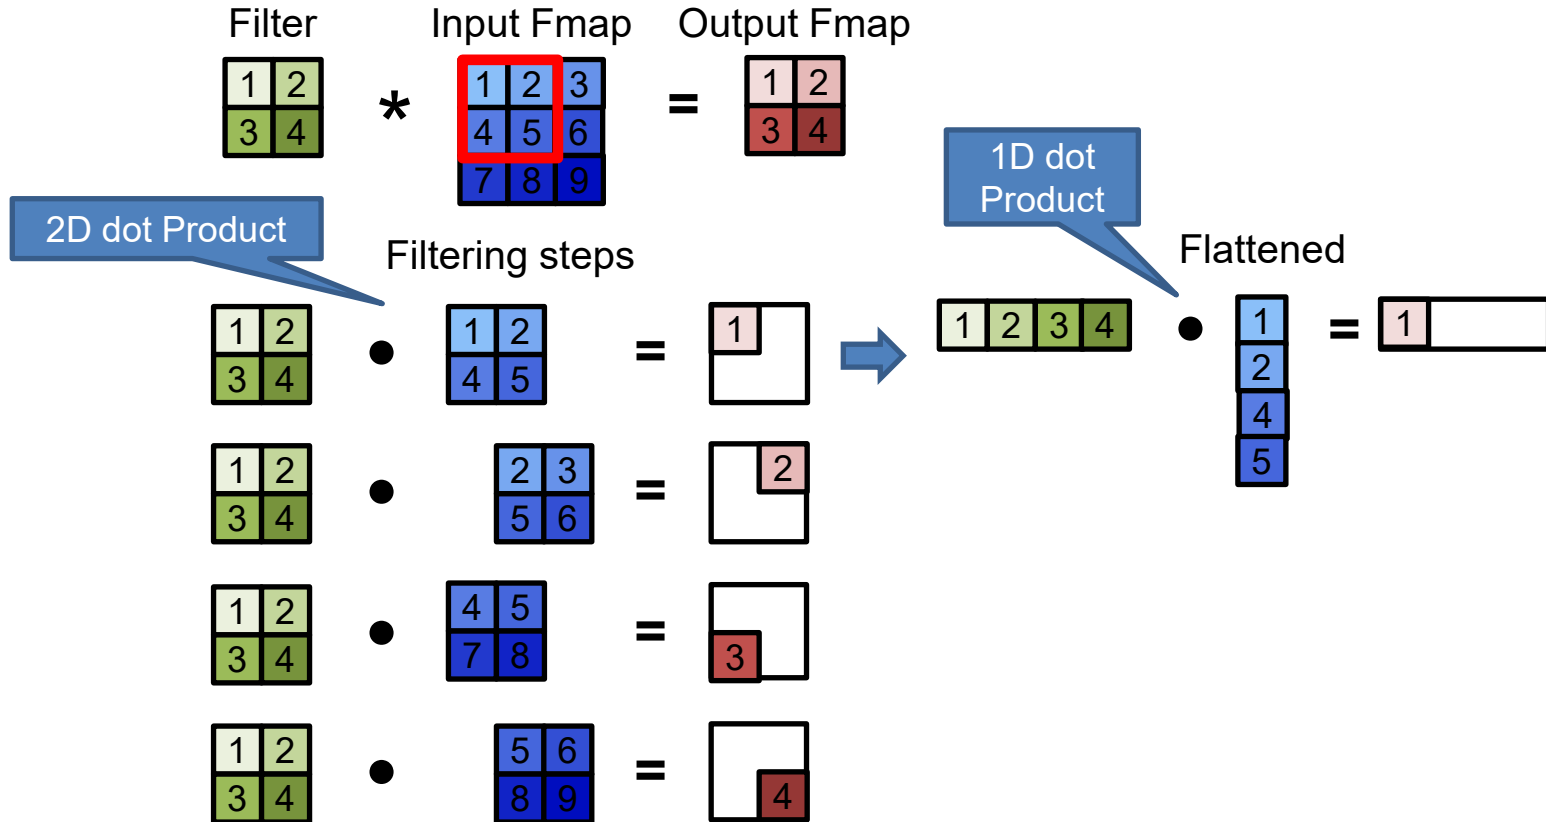 Filter Input Fmap Output Fmap
1 2 * 1 2 3 = 1 2
3 4 4 5 6 3 4
7 8 9
1D dot
Product
2D dot Product
Filtering steps
Flattened
1 2 • 1 2 = 1
3 4 4 5
1 2 3 4 • 1 = 1
2
4
5
1 2 • 2 3 = 2
3 4 5 6
1 2 • 4 5 =
3 4 7 8 3
1 2 • 5 6 =
3 4 8 9 4